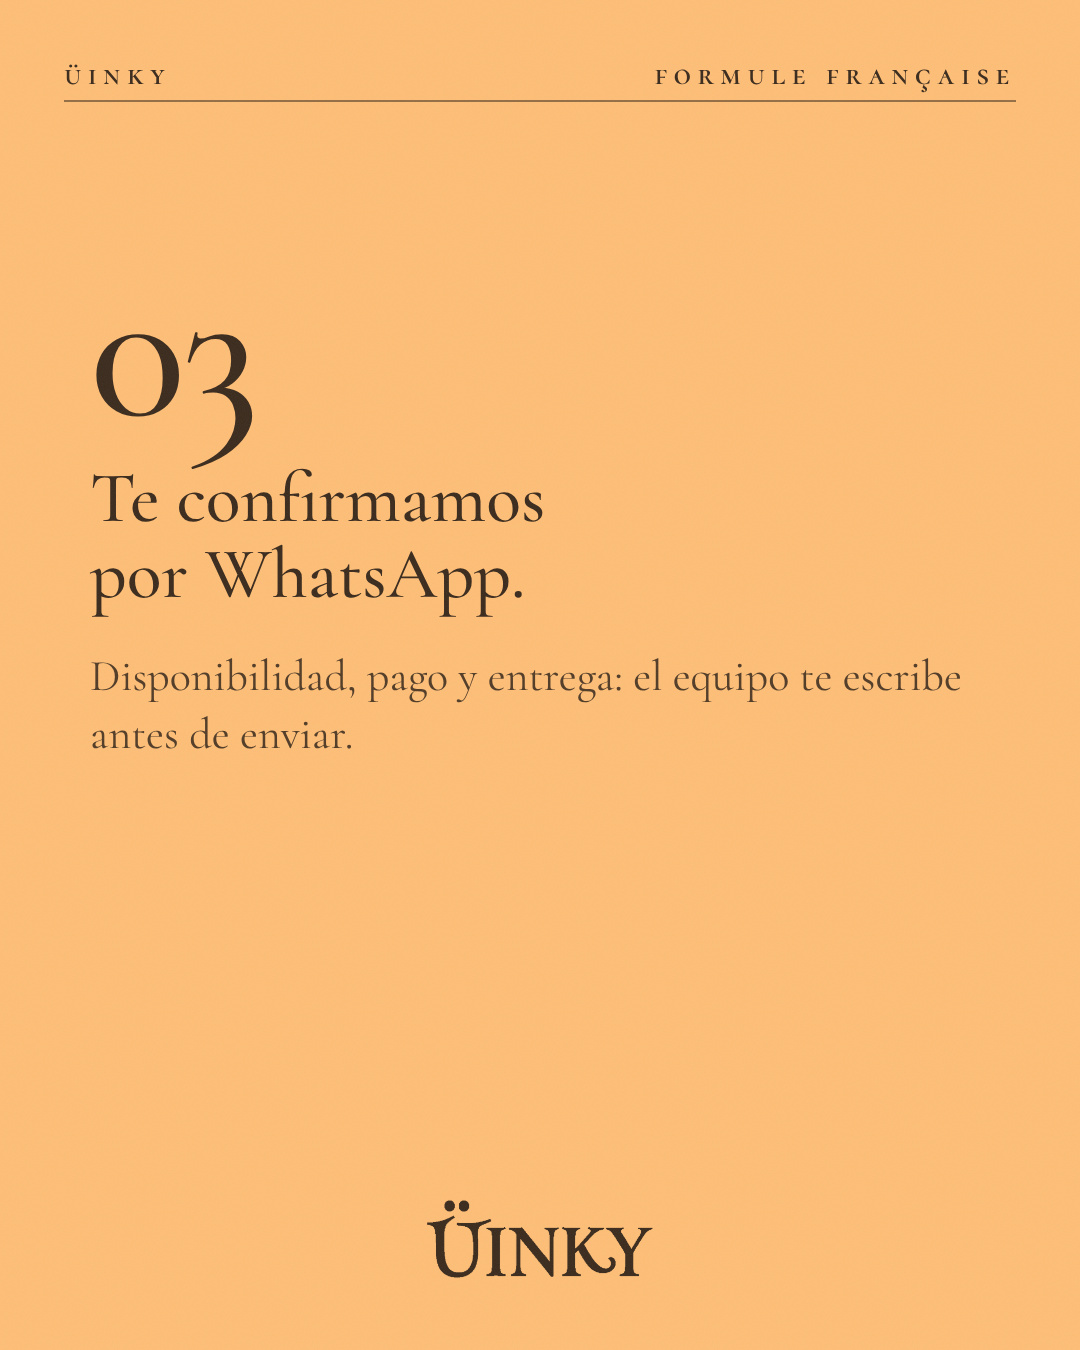 ÜINKY
FORMULE FRANÇAISE
03
Te confirmamos
por WhatsApp.
Disponibilidad, pago y entrega: el equipo te escribe
antes de enviar.
ÜINKY